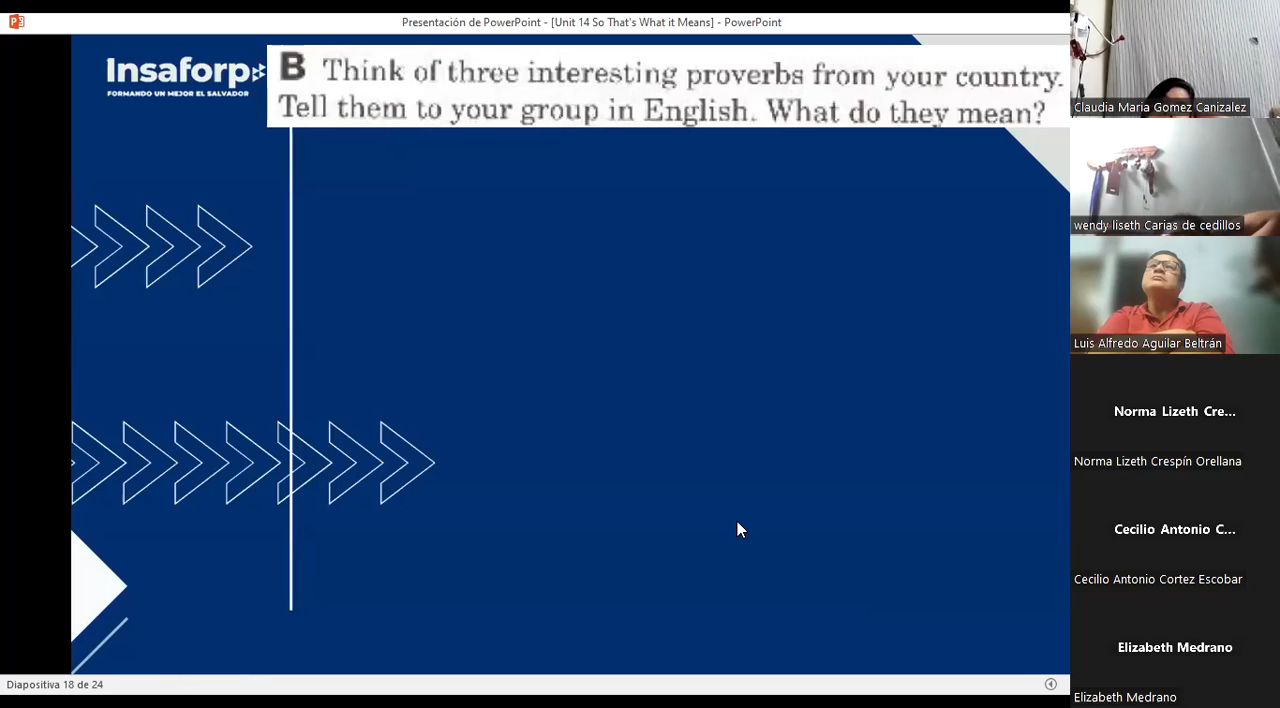 Presentación de PowerPoint - [Unit 14 So That's What it Means] - PowerPoint
Insaforp
FORMANDO UN MEJOR EL SALVADOR
B Think of three interesting proverbs from your country.
Tell them to your group in English. What do they mean?
Claudia Maria Gomez Canizalez
wendy liseth Carias de cedillos
Luis Alfredo Aguilar Beltrán
Norma Lizeth Cre...
Norma Lizeth Crespín Orellana
Cecilio Antonio C...
Cecilio Antonio Cortez Escobar
Elizabeth Medrano
Elizabeth Medrano
Diapositiva 18 de 24